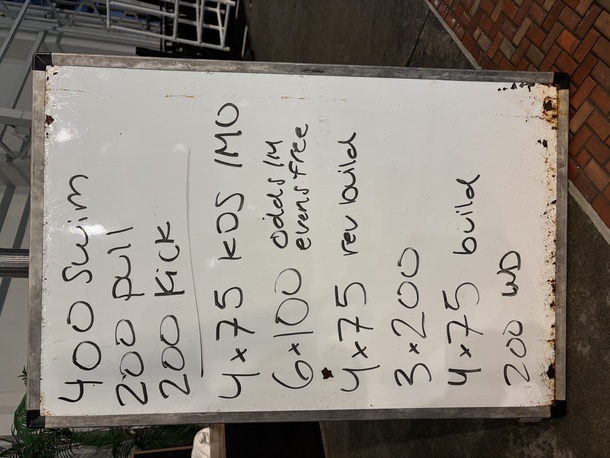 400 Swim
200 pull
200 kick
4x75 KDS IMO
6x100 odds IM
evens free
4x75 rev build
3x200
4x75 build
200 WD